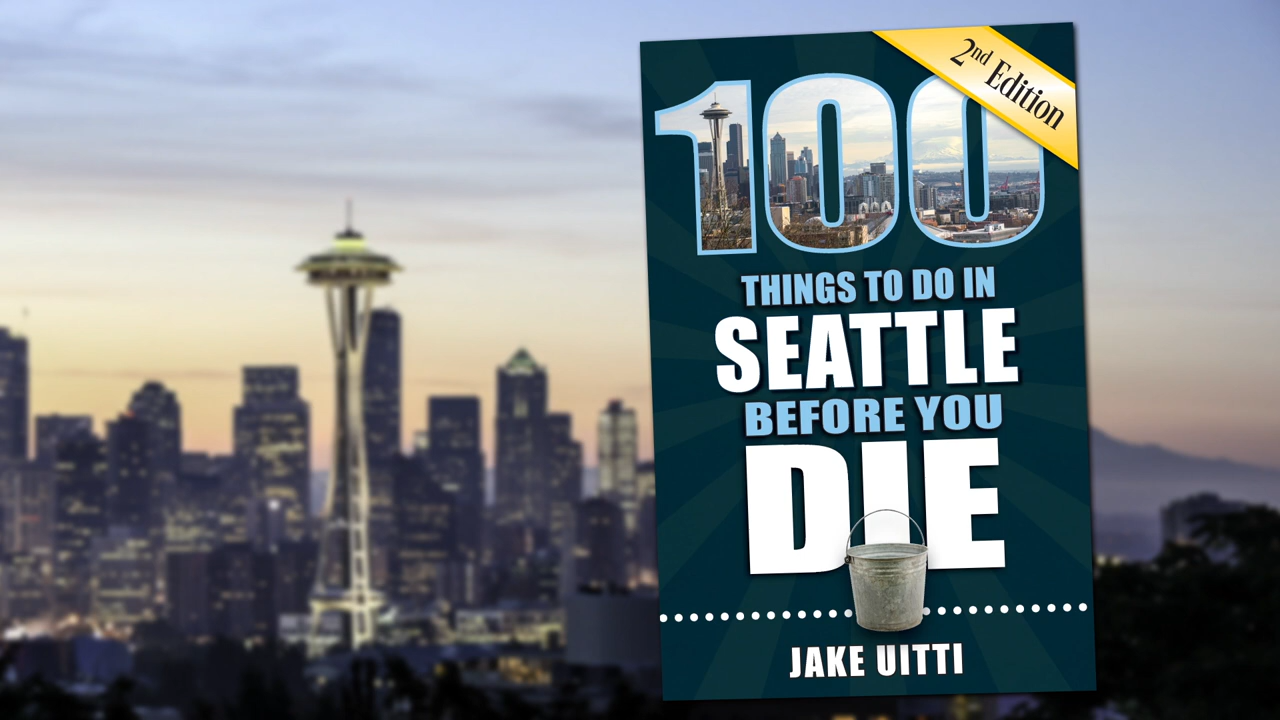 2nd Edition
100
THINGS TO DO IN
SEATTLE
BEFORE YOU
DIE
JAKE UITTI